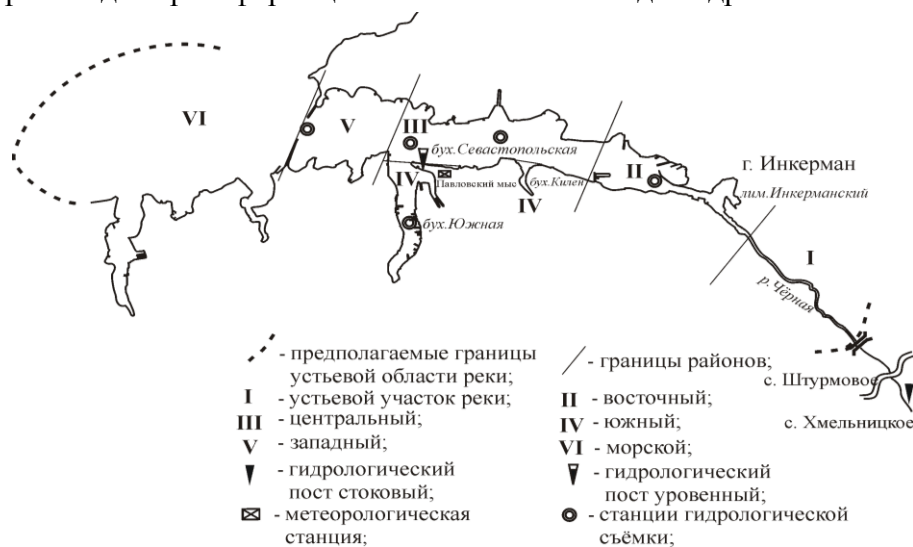 VI
V
III
бух.Севастопольская
IV
Павловский мыс
бух.Килен
IV
II
г. Инкерман
лим.Инкерманский
бух.Южная
I
р.Чёрная
с. Штурмовое
с. Хмельницкое
- предполагаемые границы
устьевой области реки;
I - устьевой участок реки;
III - центральный;
V - западный;
- гидрологический
пост стоковый;
- метеорологическая
станция;
- границы районов;
II - восточный;
IV - южный;
VI - морской;
- гидрологический
пост уровенный;
- станции гидрологической
съёмки;